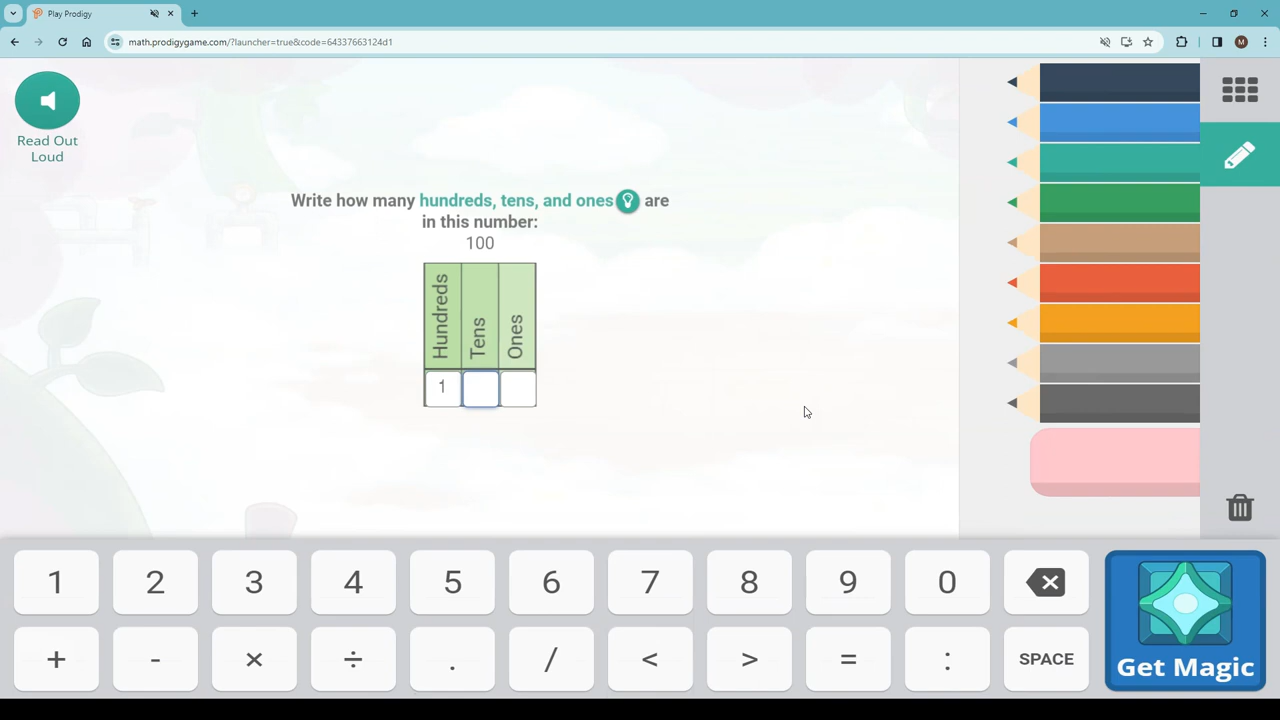 Play Prodigy
math.prodigygame.com/?launcher=true&code=64337663124d1
M
Read Out
Loud
Write how many hundreds, tens, and ones are
in this number:
100
Hundreds Tens Ones
1
1 2 3 4 5 6 7 8 9 0
+ - × ÷ . / < > = : SPACE
Get Magic